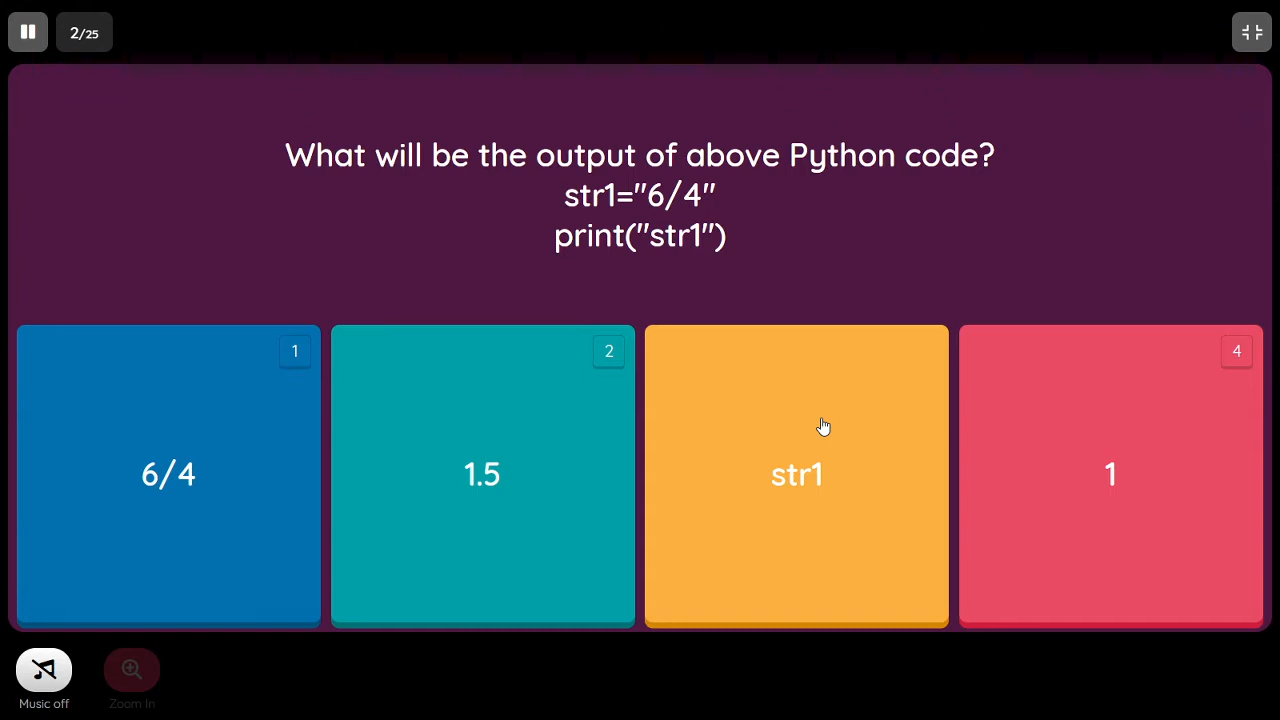 2/25
What will be the output of above Python code?
str1="6/4"
print("str1")
1
6/4
2
1.5
str1
4
1
Music off
Zoom In